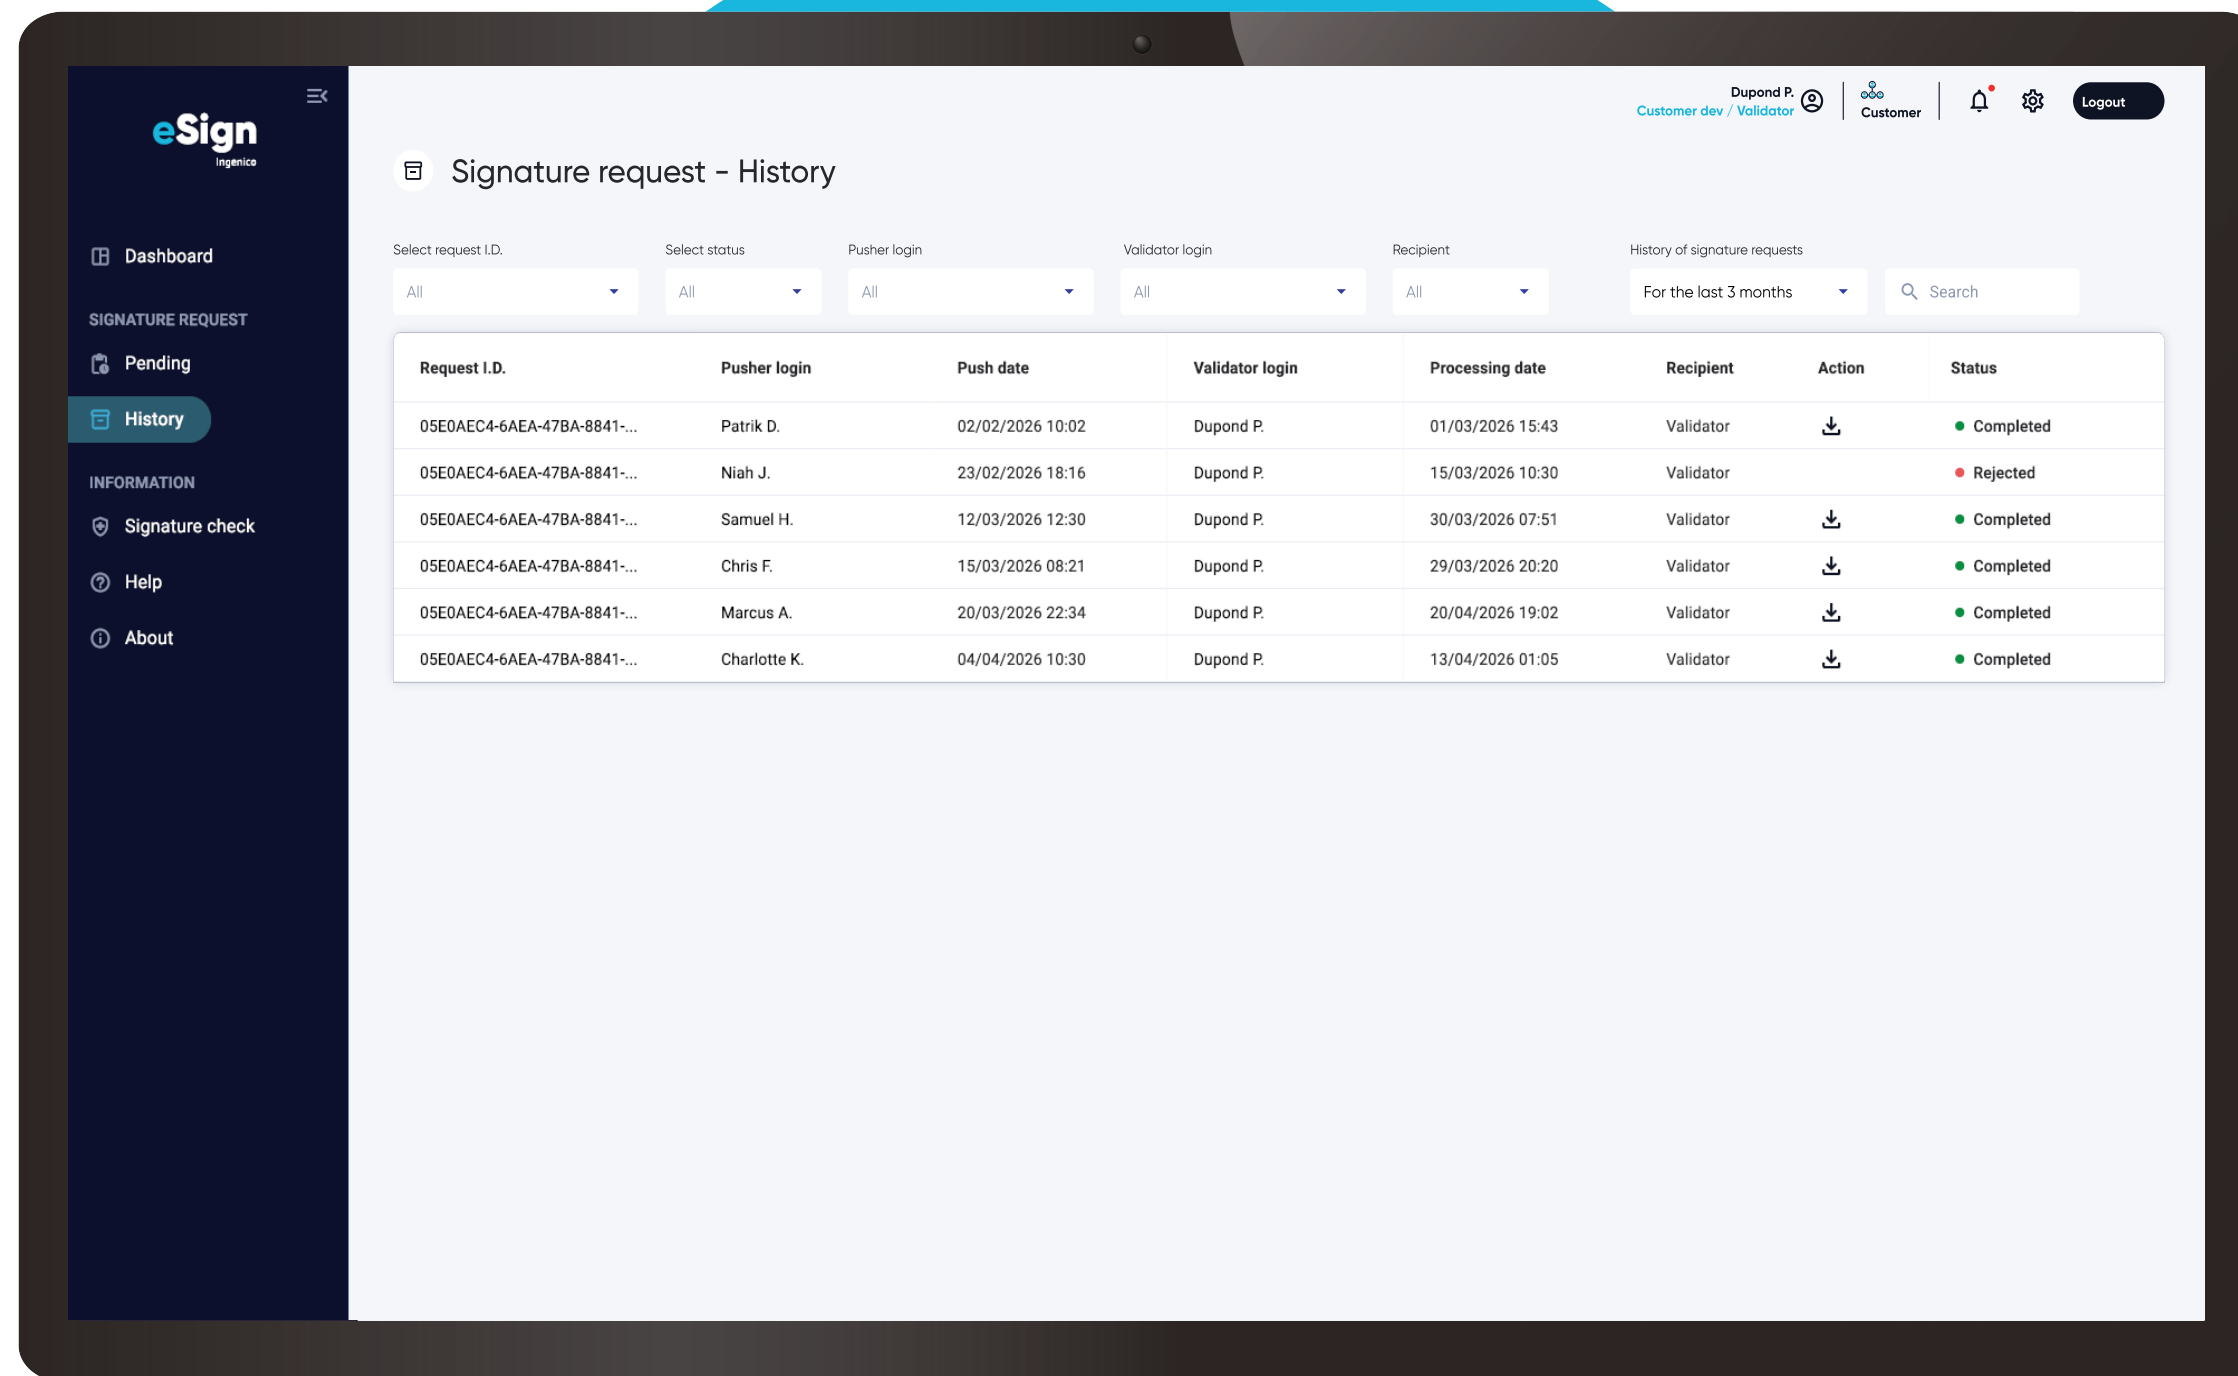 eSign
Ingenico
Dashboard
SIGNATURE REQUEST
Pending
History
INFORMATION
Signature check
Help
About
Dupond P.
Customer dev / Validator
Customer
Logout
Signature request - History
Select request I.D. Select status Pusher login Validator login Recipient History of signature requests
All All All All All For the last 3 months Search
Request I.D. Pusher login Push date Validator login Processing date Recipient Action Status
05E0AEC4-6AEA-47BA-8841-... Patrik D. 02/02/2026 10:02 Dupond P. 01/03/2026 15:43 Validator Completed
05E0AEC4-6AEA-47BA-8841-... Niah J. 23/02/2026 18:16 Dupond P. 15/03/2026 10:30 Validator Rejected
05E0AEC4-6AEA-47BA-8841-... Samuel H. 12/03/2026 12:30 Dupond P. 30/03/2026 07:51 Validator Completed
05E0AEC4-6AEA-47BA-8841-... Chris F. 15/03/2026 08:21 Dupond P. 29/03/2026 20:20 Validator Completed
05E0AEC4-6AEA-47BA-8841-... Marcus A. 20/03/2026 22:34 Dupond P. 20/04/2026 19:02 Validator Completed
05E0AEC4-6AEA-47BA-8841-... Charlotte K. 04/04/2026 10:30 Dupond P. 13/04/2026 01:05 Validator Completed